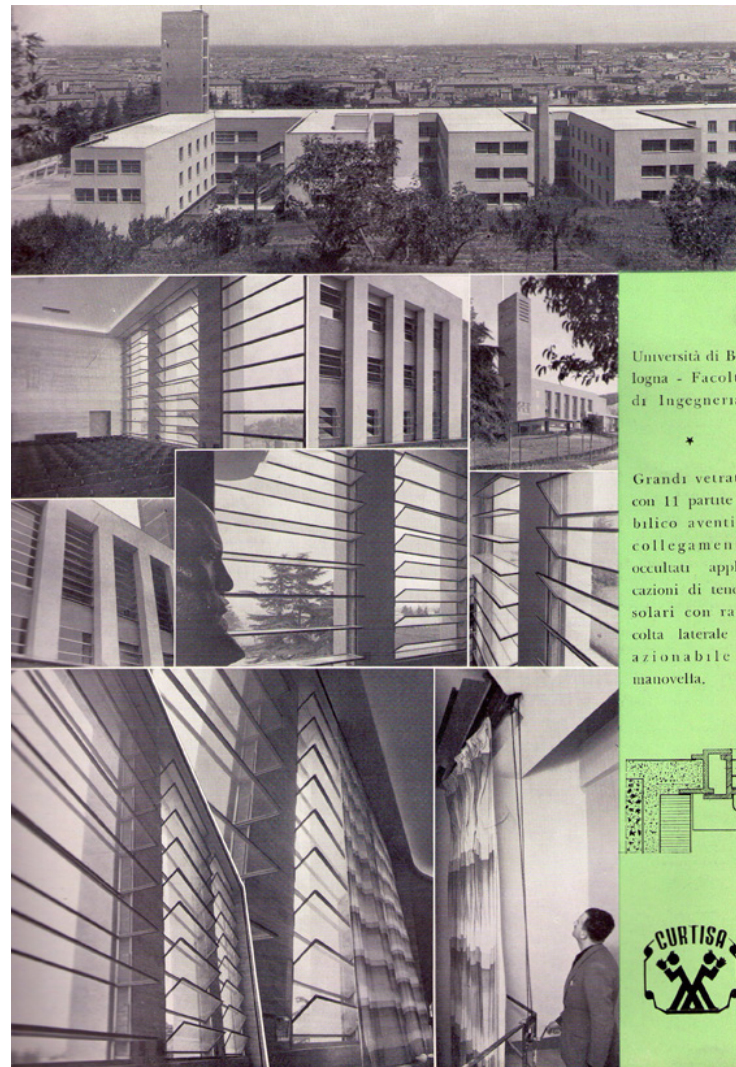 Università di B
logna - Facolt
di Ingegneria
★
Grandi vetrat
con 11 partite
bilico aventi
collegamen
occultati appl
cazioni di tend
solari con ra
colta laterale
azionabile
manovella.
CURTISA